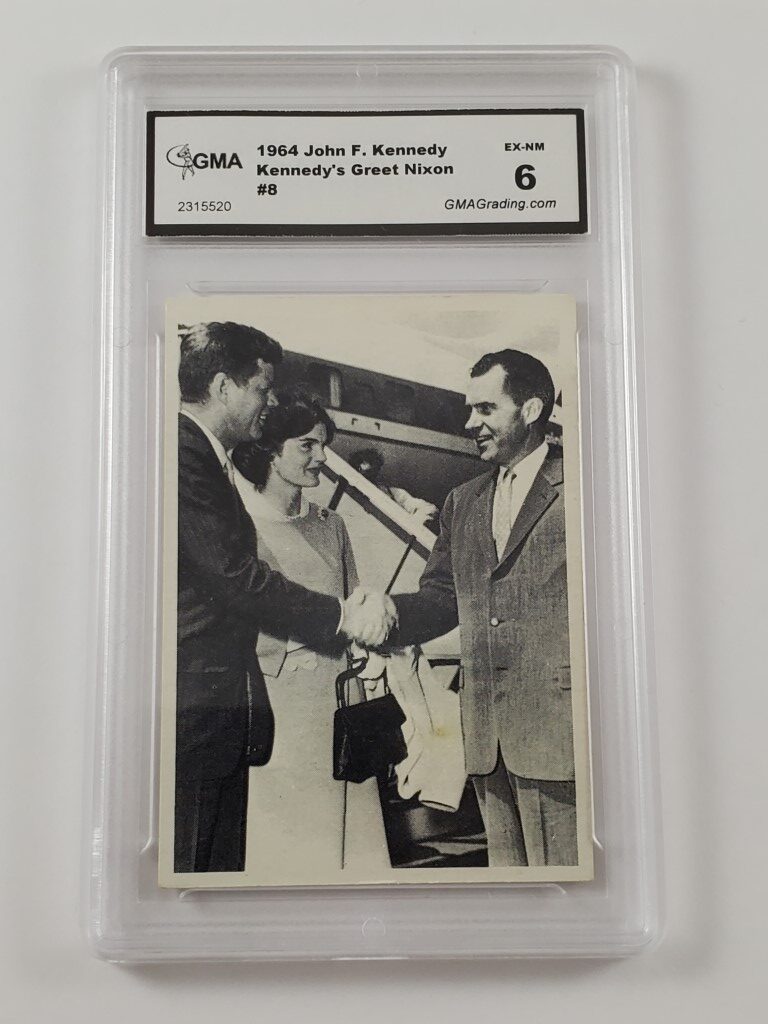 GMA
1964 John F. Kennedy
Kennedy's Greet Nixon
#8
2315520
EX-NM
6
GMAGrading.com